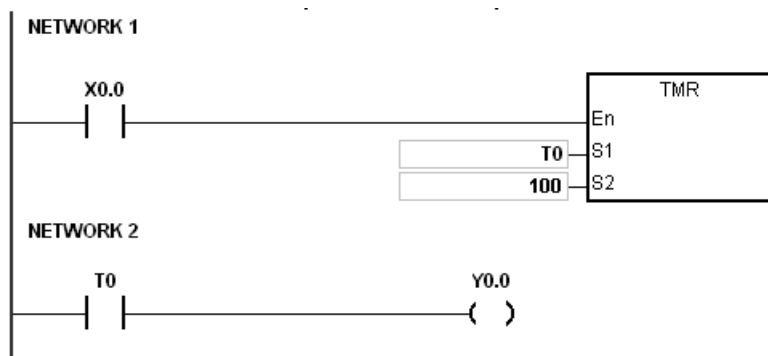 NETWORK 1
X0.0
TMR
En
T0 S1
100 S2
NETWORK 2
T0 Y0.0